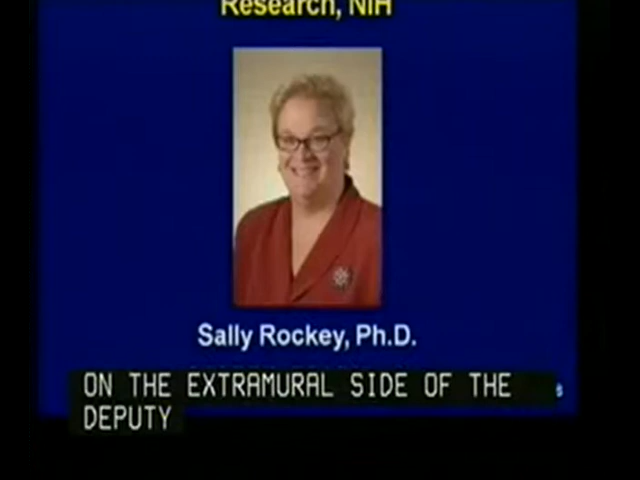 Research, NIH
Sally Rockey, Ph.D.
ON THE EXTRAMURAL SIDE OF THE
DEPUTY